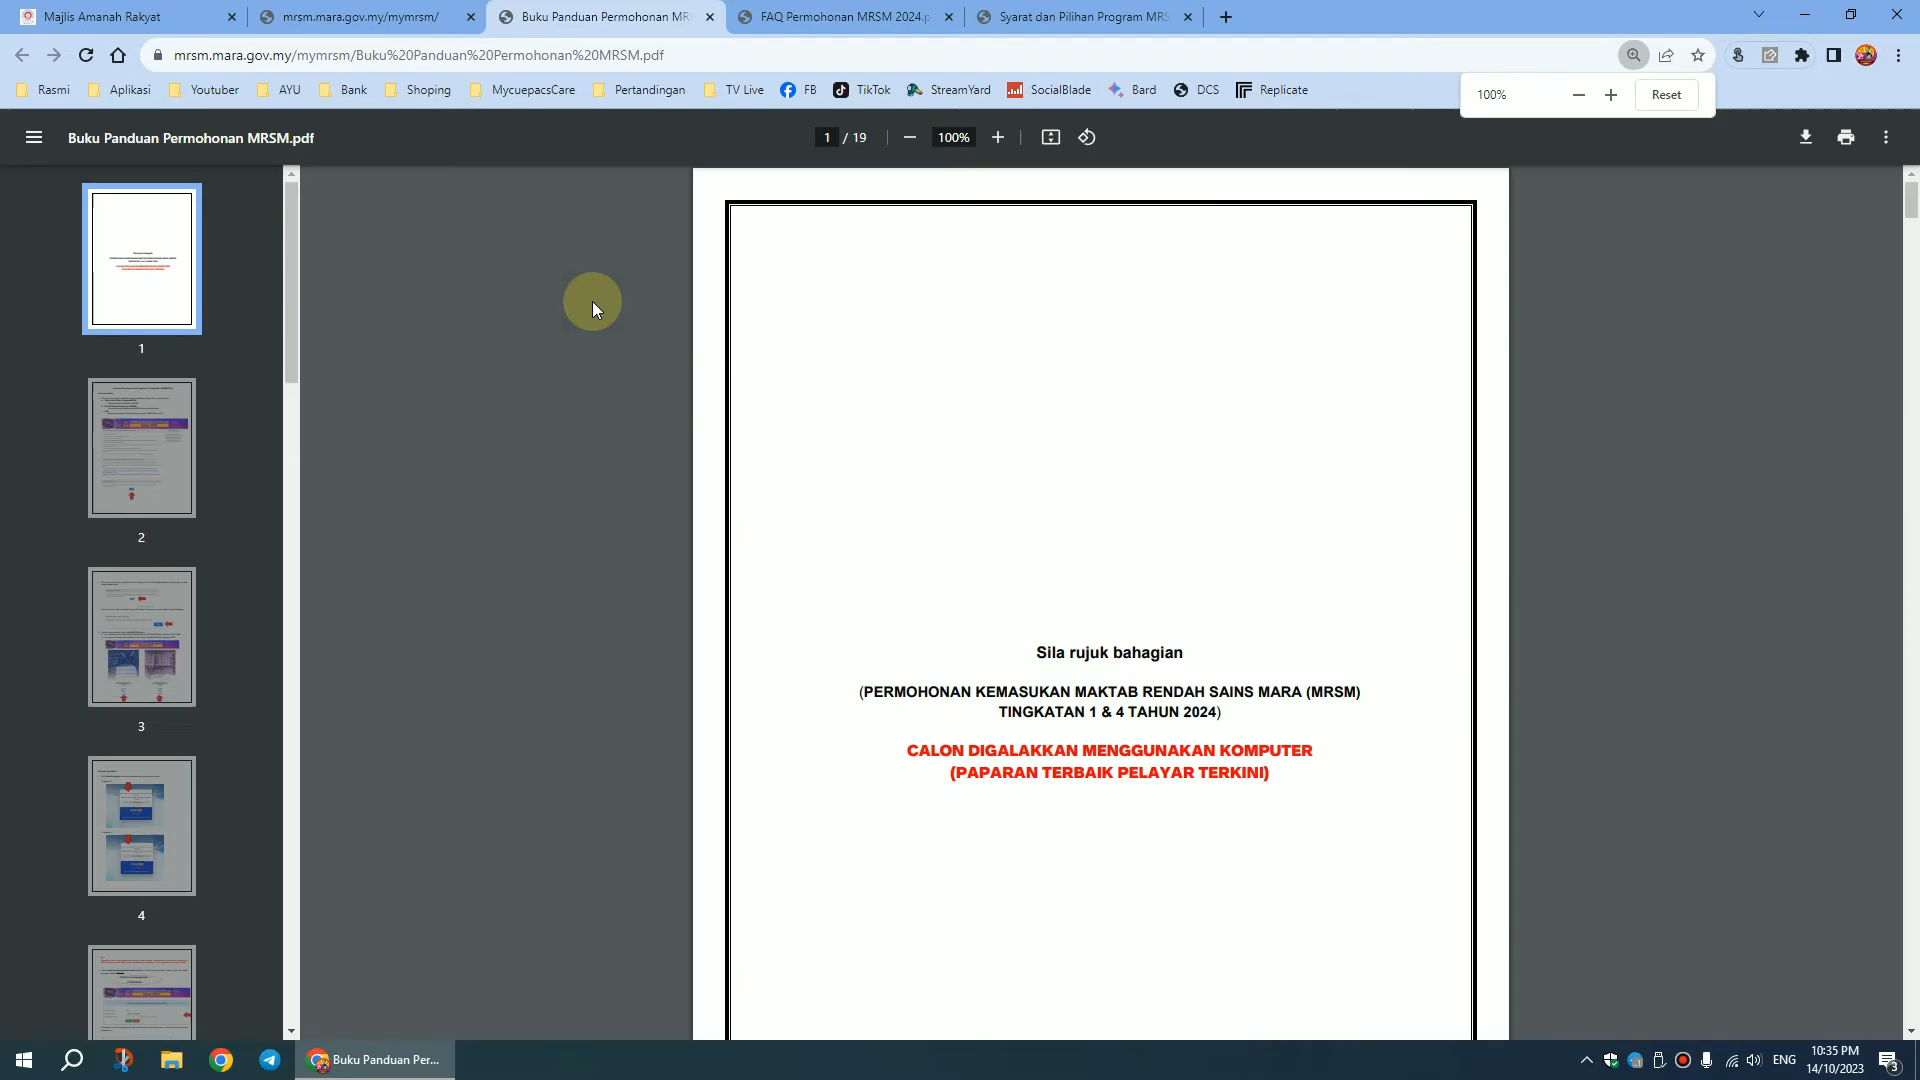 Majlis Amanah Rakyat
mrsm.mara.gov.my/mymrsm/
Buku Panduan Permohonan MR
FAQ Permohonan MRSM 2024.p
Syarat dan Pilihan Program MRS
mrsm.mara.gov.my/mymrsm/Buku%20Panduan%20Permohonan%20MRSM.pdf
Rasmi
Aplikasi
Youtuber
AYU
Bank
Shoping
MycuepacsCare
Pertandingan
TV Live
FB
TikTok
StreamYard
SocialBlade
Bard
DCS
Replicate
100%
Reset
Buku Panduan Permohonan MRSM.pdf
1 / 19
100%
1
2
3
4
Sila rujuk bahagian
(PERMOHONAN KEMASUKAN MAKTAB RENDAH SAINS MARA (MRSM)
TINGKATAN 1 & 4 TAHUN 2024)
CALON DIGALAKKAN MENGGUNAKAN KOMPUTER
(PAPARAN TERBAIK PELAYAR TERKINI)
Buku Panduan Per...
ENG
10:35 PM
14/10/2023
3